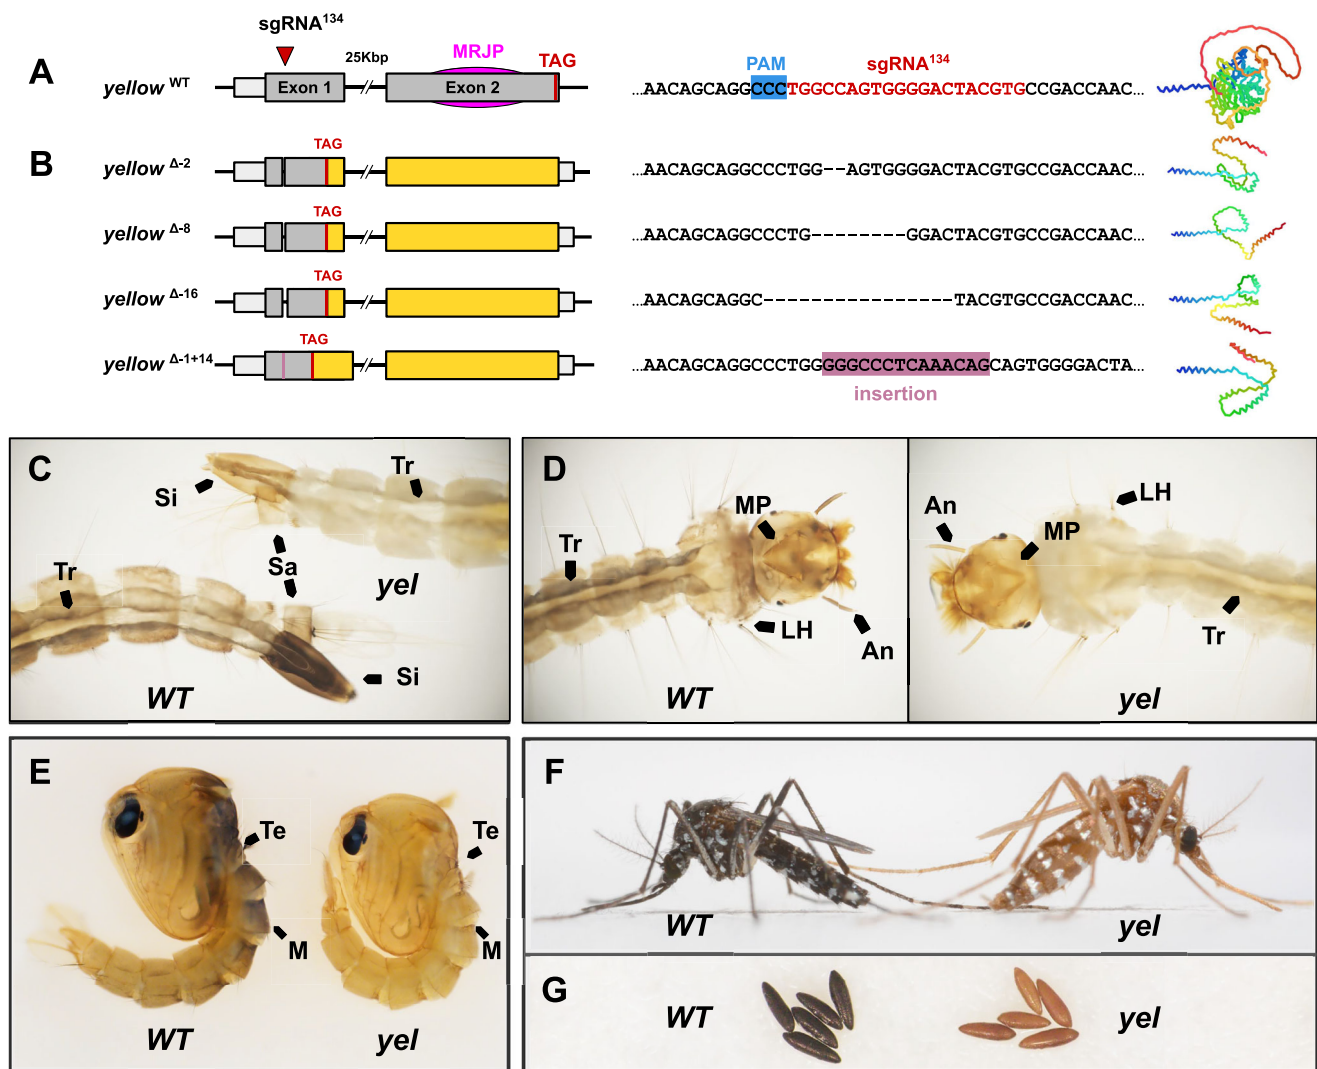 sgRNA134
A
yellow WT
25Kbp
MRJP
TAG
Exon 1
Exon 2
PAM
sgRNA134
...AACAGCAGGCCCTGGCCAGTGGGGACTACGTGCCGACCAAC...
B
TAG
yellow Δ-2
...AACAGCAGGCCCTGG--AGTGGGGACTACGTGCCGACCAAC...
TAG
yellow Δ-8
...AACAGCAGGCCCTG--------GGACTACGTGCCGACCAAC...
TAG
yellow Δ-16
...AACAGCAGGC----------------TACGTGCCGACCAAC...
TAG
yellow Δ-1+14
...AACAGCAGGCCCTGGGGGCCCTCAAACAGCAGTGGGGACTA...
insertion
C
Si
Tr
Sa
yel
Tr
Si
WT
D
MP
Tr
LH
An
WT
An
LH
MP
Tr
yel
E
Te
M
WT
Te
M
yel
F
WT
yel
G
WT
yel